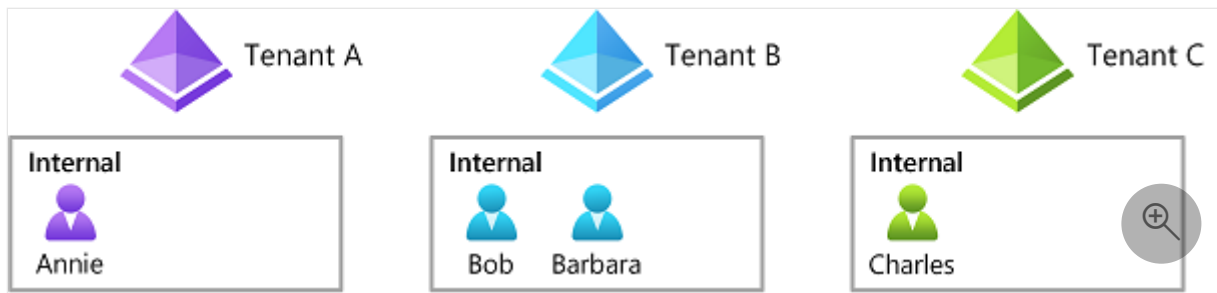 Tenant A
Tenant B
Tenant C
Internal
Annie
Internal
Bob Barbara
Internal
Charles